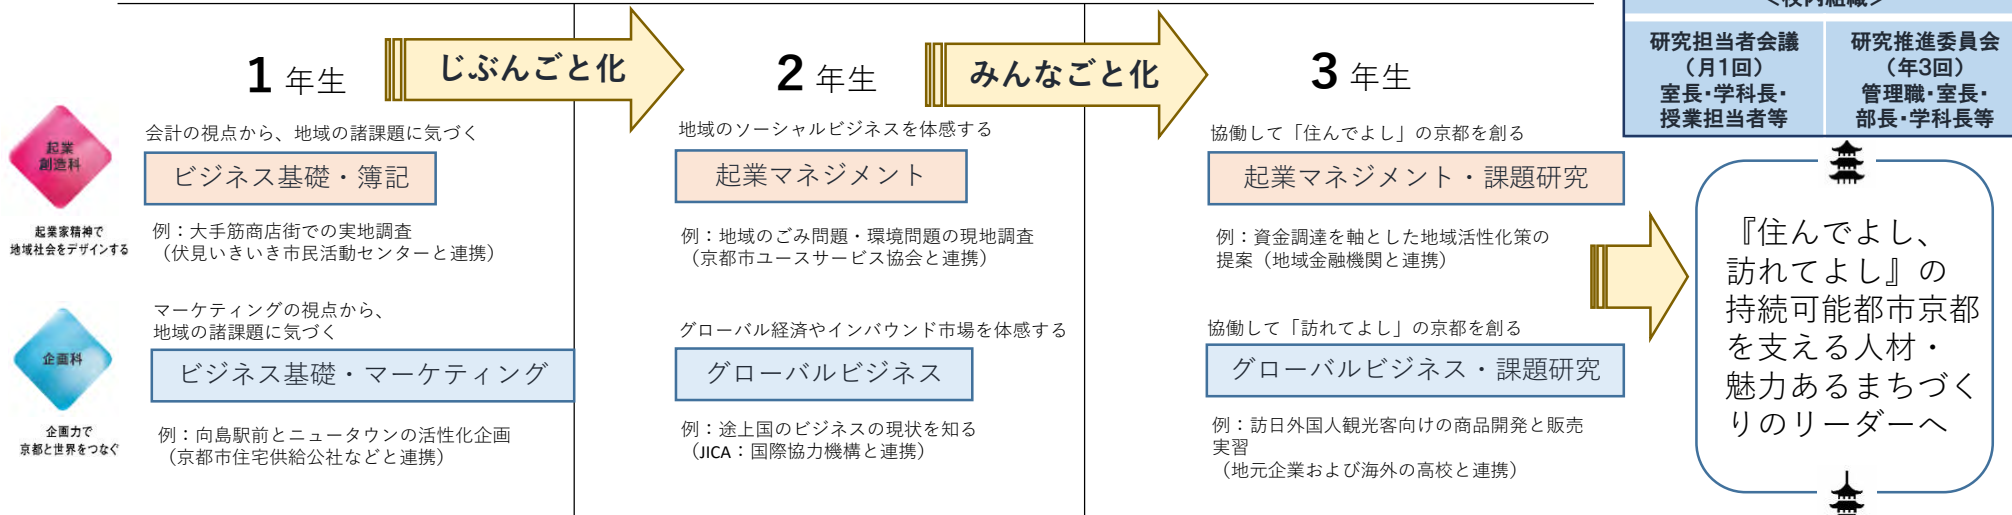 <校内組織>
研究担当者会議
（月1回）
室長・学科長・
授業担当者等
研究推進委員会
（年3回）
管理職・室長・
部長・学科長等
1 年生
じぶんごと化
2 年生
みんなごと化
3 年生
起業
創造科
起業家精神で
地域社会をデザインする
会計の視点から、地域の諸課題に気づく
ビジネス基礎・簿記
例：大手筋商店街での実地調査
（伏見いきいき市民活動センターと連携）
地域のソーシャルビジネスを体感する
起業マネジメント
例：地域のごみ問題・環境問題の現地調査
（京都市ユースサービス協会と連携）
協働して「住んでよし」の京都を創る
起業マネジメント・課題研究
例：資金調達を軸とした地域活性化策の
提案（地域金融機関と連携）
企画科
企画力で
京都と世界をつなぐ
マーケティングの視点から、
地域の諸課題に気づく
ビジネス基礎・マーケティング
例：向島駅前とニュータウンの活性化企画
（京都市住宅供給公社などと連携）
グローバル経済やインバウンド市場を体感する
グローバルビジネス
例：途上国のビジネスの現状を知る
（JICA：国際協力機構と連携）
協働して「訪れてよし」の京都を創る
グローバルビジネス・課題研究
例：訪日外国人観光客向けの商品開発と販売
実習
（地元企業および海外の高校と連携）
『住んでよし、
訪れてよし』の
持続可能都市京都
を支える人材・
魅力あるまちづく
りのリーダーへ